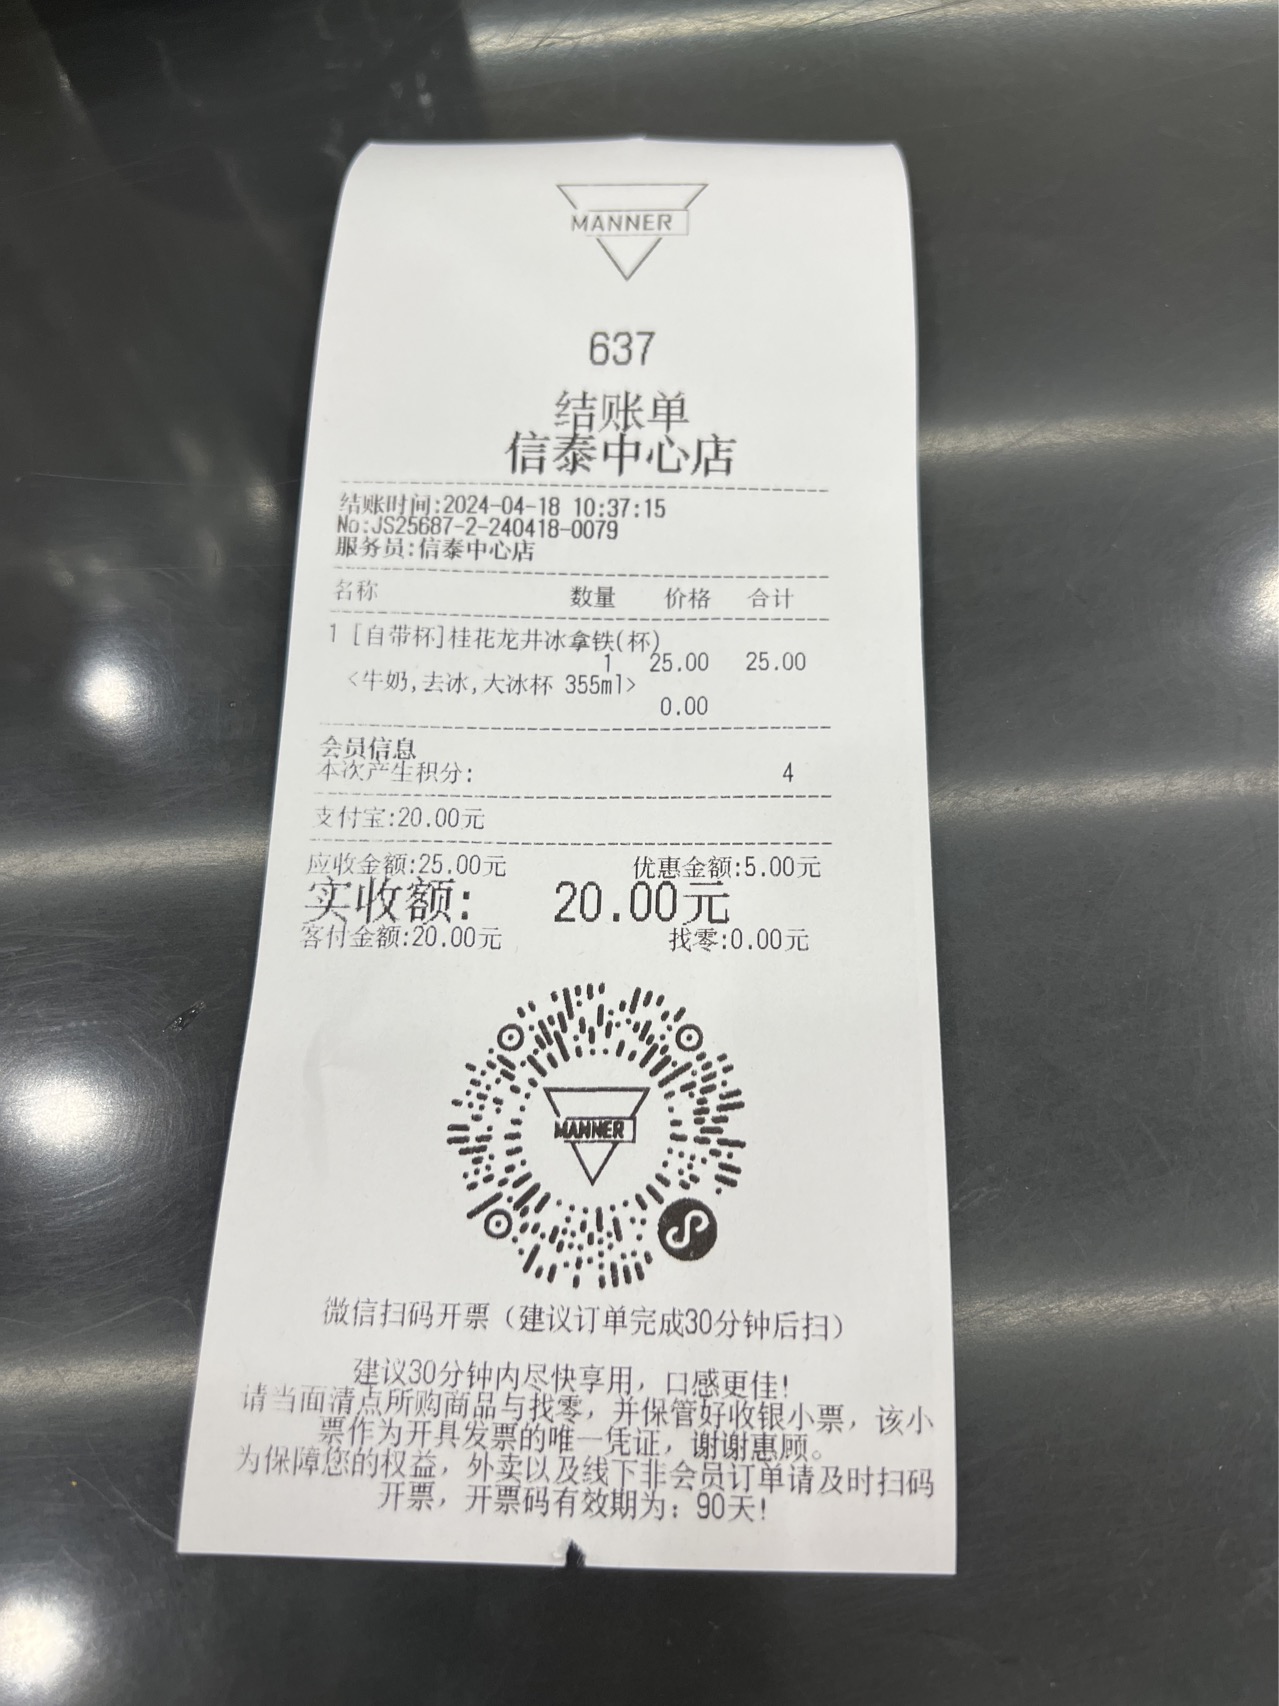 MANNER
637
结账单
信泰中心店
结账时间:2024-04-18 10:37:15
No:JS25687-2-240418-0079
服务员:信泰中心店
名称 数量 价格 合计
1 [自带杯]桂花龙井冰拿铁(杯)
1 25.00 25.00
<牛奶,去冰,大冰杯 355ml>
0.00
会员信息
本次产生积分: 4
支付宝:20.00元
应收金额:25.00元 优惠金额:5.00元
实收额: 20.00元
客付金额:20.00元 找零:0.00元
MANNER
微信扫码开票（建议订单完成30分钟后扫）
建议30分钟内尽快享用，口感更佳!
请当面清点所购商品与找零，并保管好收银小票，该小
票作为开具发票的唯一凭证，谢谢惠顾。
为保障您的权益，外卖以及线下非会员订单请及时扫码
开票，开票码有效期为：90天!